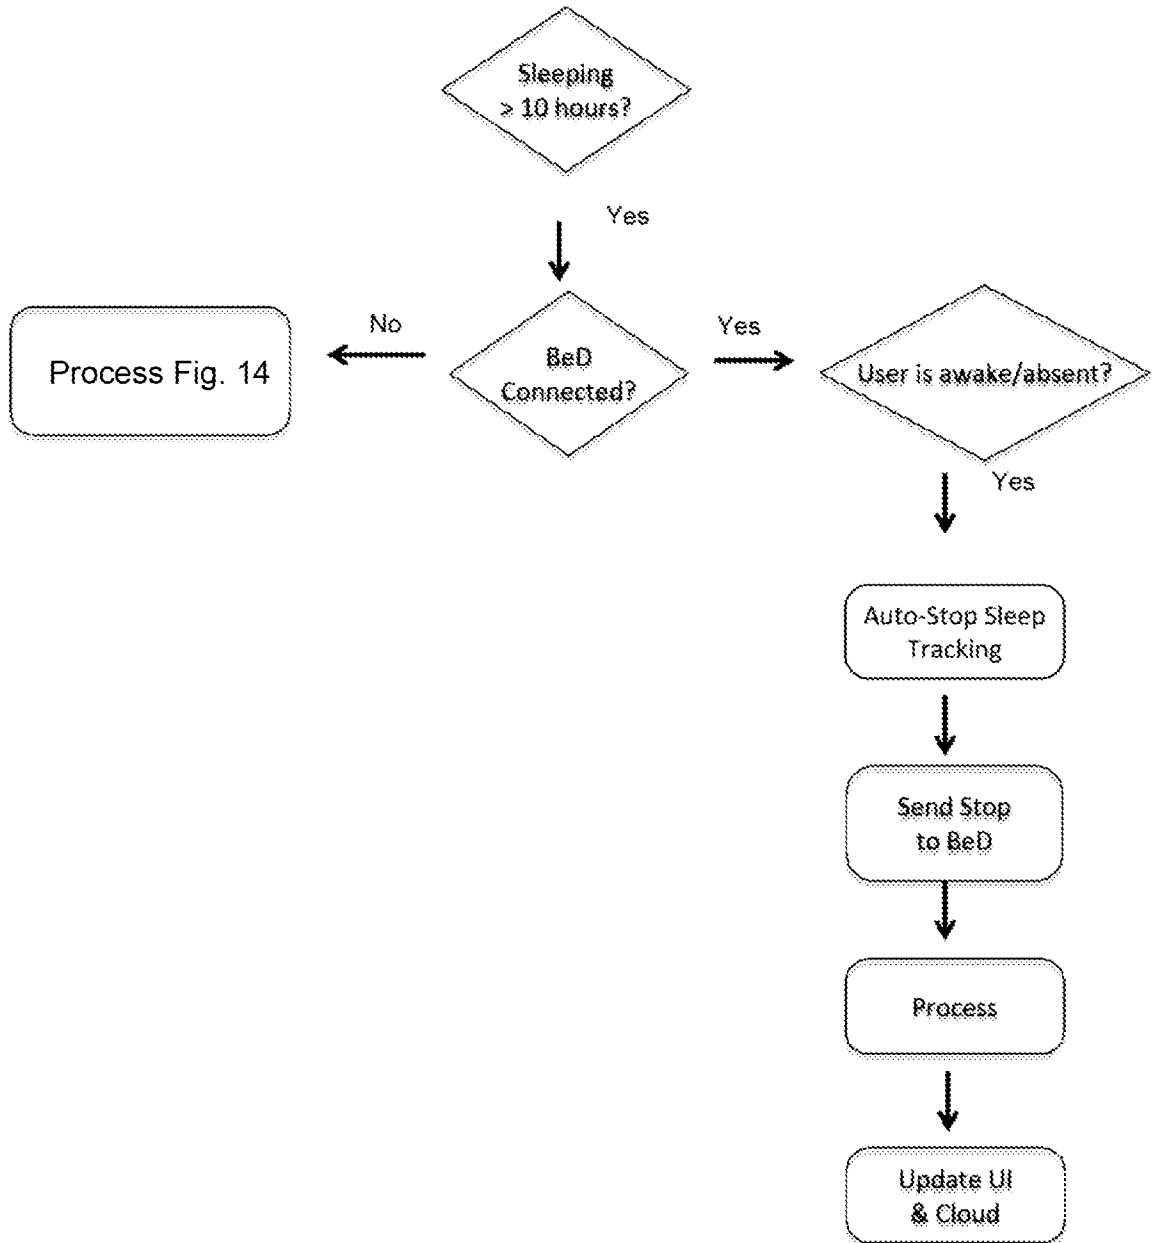 Sleeping
> 10 hours?
Yes
No
Yes
Process Fig. 14
BeD
Connected?
User is awake/absent?
Yes
Auto-Stop Sleep
Tracking
Send Stop
to BeD
Process
Update UI
& Cloud